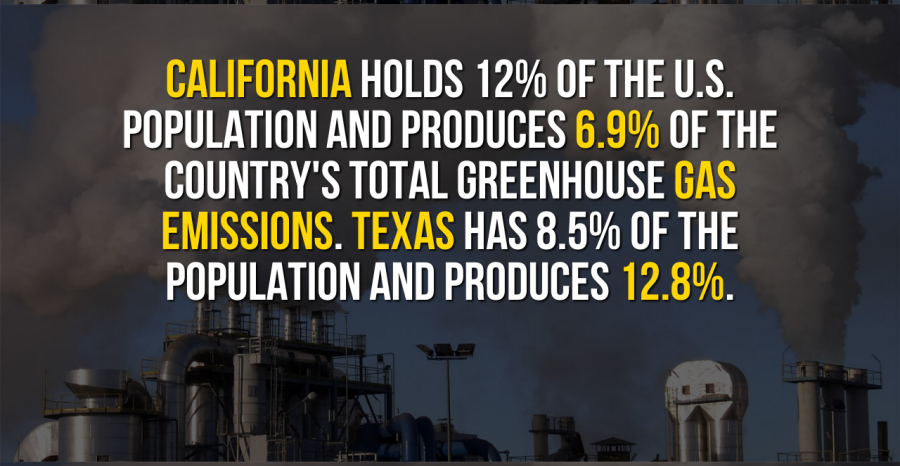 CALIFORNIA HOLDS 12% OF THE U.S.
POPULATION AND PRODUCES 6.9% OF THE
COUNTRY'S TOTAL GREENHOUSE GAS
EMISSIONS. TEXAS HAS 8.5% OF THE
POPULATION AND PRODUCES 12.8%.